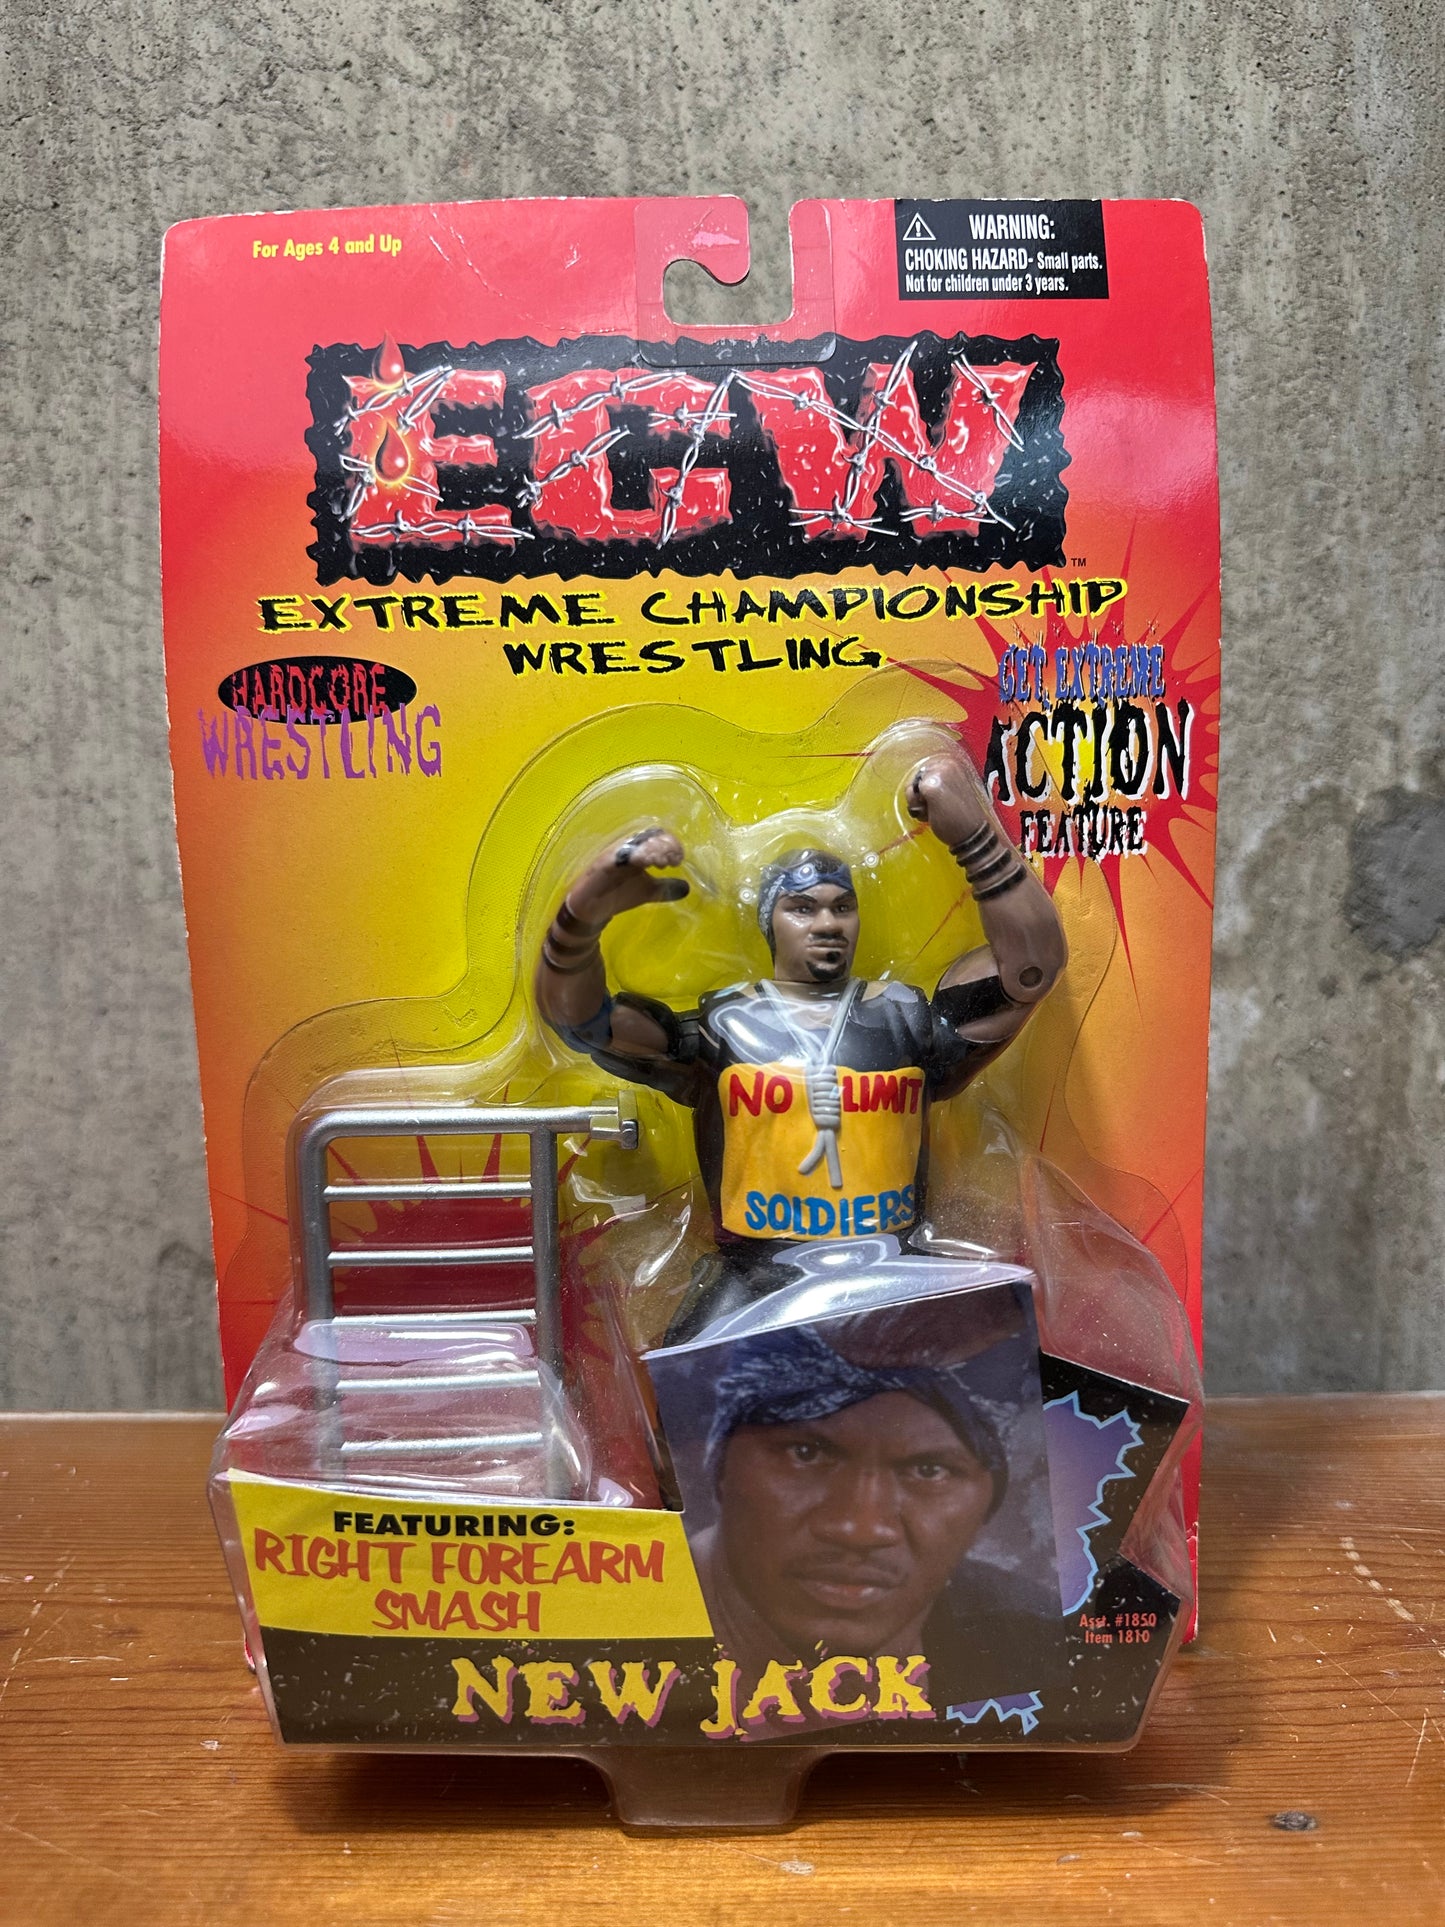 For Ages 4 and Up
WARNING:
CHOKING HAZARD- Small parts.
Not for children under 3 years.
ECW
TM
EXTREME CHAMPIONSHIP
WRESTLING
HARDCORE
WRESTLING
GET EXTREME
ACTION
FEATURE
NO LIMIT
SOLDIERS
FEATURING:
RIGHT FOREARM
SMASH
Asst. #1850
Item 1810
NEW JACK